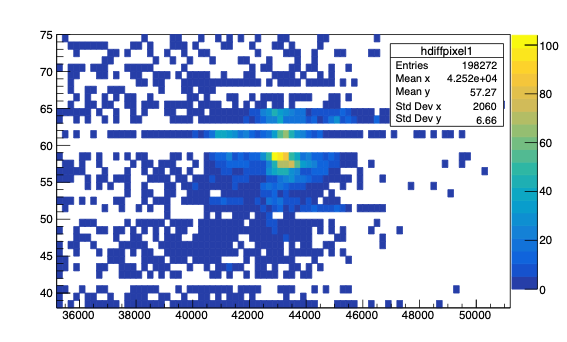 hdiffpixel1
Entries 198272
Mean x 4.252e+04
Mean y 57.27
Std Dev x 2060
Std Dev y 6.66
75
70
65
60
55
50
45
40
36000 38000 40000 42000 44000 46000 48000 50000
100
80
60
40
20
0